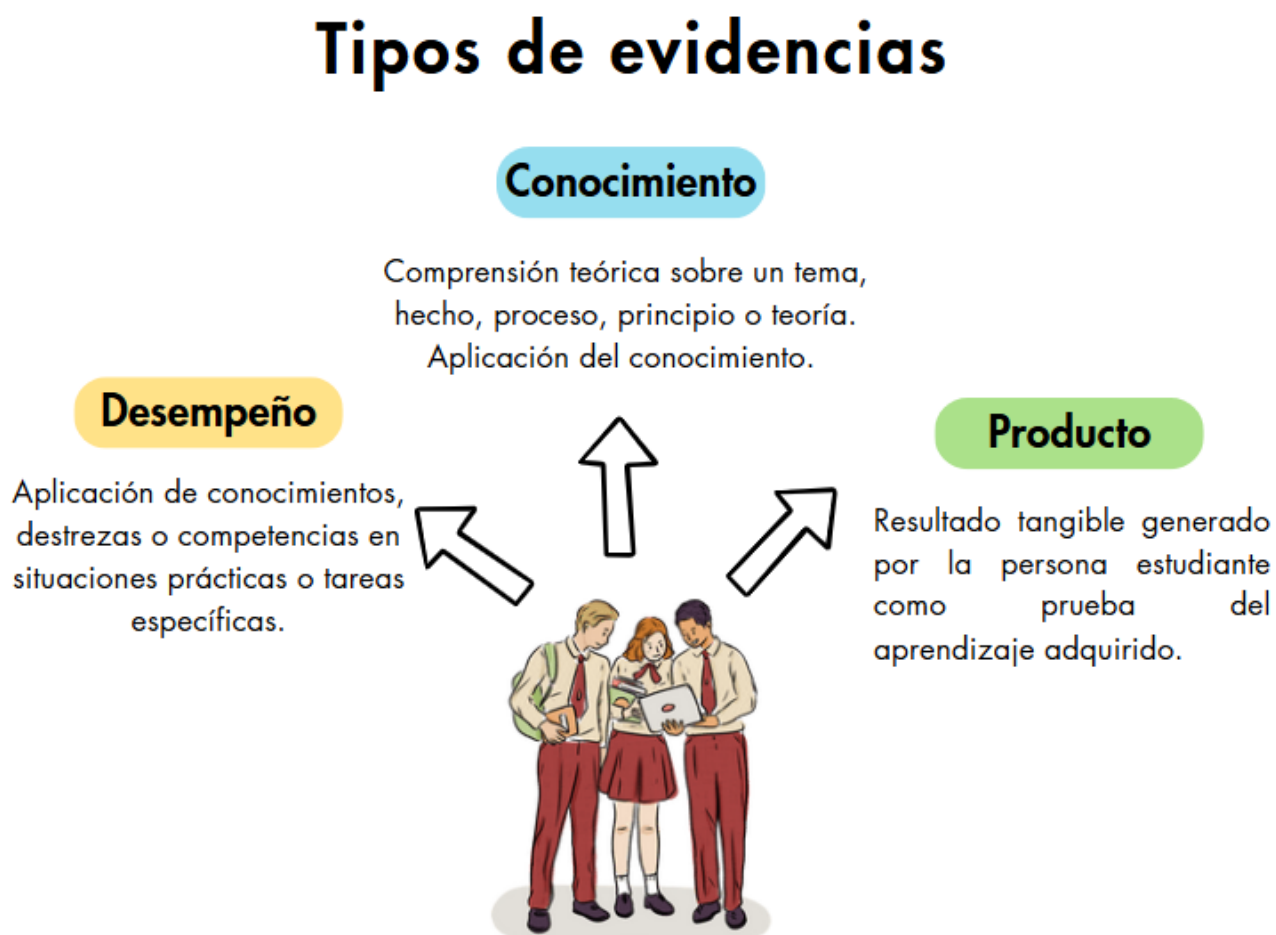 Tipos de evidencias
Conocimiento
Comprensión teórica sobre un tema,
hecho, proceso, principio o teoría.
Aplicación del conocimiento.
Desempeño
Aplicación de conocimientos,
destrezas o competencias en
situaciones prácticas o tareas
específicas.
Producto
Resultado tangible generado
por la persona estudiante
como prueba del
aprendizaje adquirido.